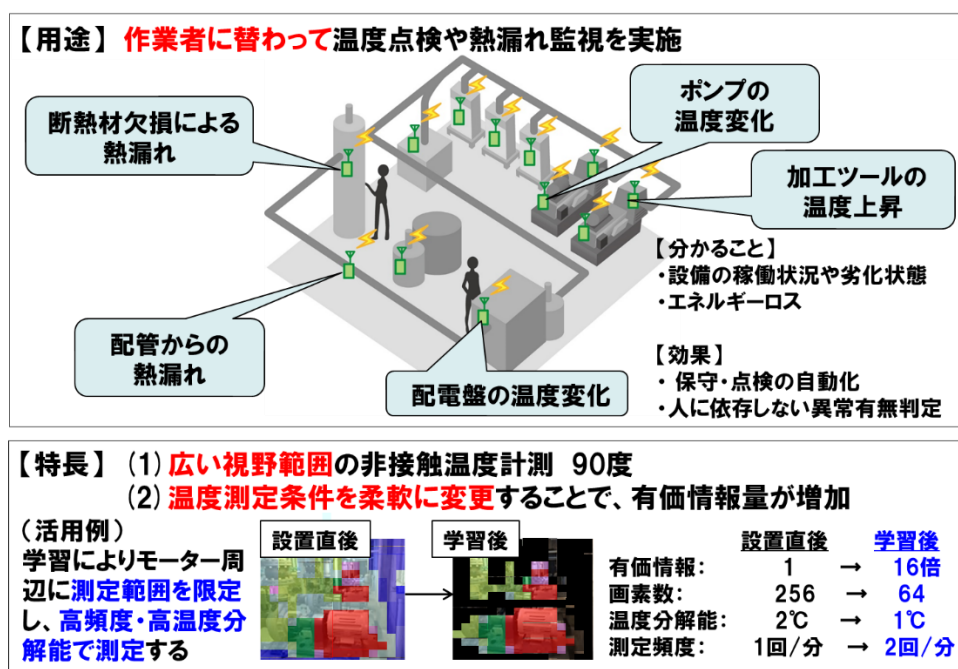 【用途】 作業者に替わって温度点検や熱漏れ監視を実施
断熱材欠損による
熱漏れ
ポンプの
温度変化
加工ツールの
温度上昇
配管からの
熱漏れ
配電盤の温度変化
【分かること】
・設備の稼働状況や劣化状態
・エネルギーロス
【効果】
・ 保守・点検の自動化
・人に依存しない異常有無判定
【特長】 (1) 広い視野範囲の非接触温度計測 90度
(2) 温度測定条件を柔軟に変更することで、有価情報量が増加
(活用例)
学習によりモーター周
辺に測定範囲を限定
し、高頻度・高温度分
解能で測定する
設置直後
学習後
設置直後 学習後
有価情報: 1 → 16倍
画素数: 256 → 64
温度分解能: 2℃ → 1℃
測定頻度: 1回/分 → 2回/分